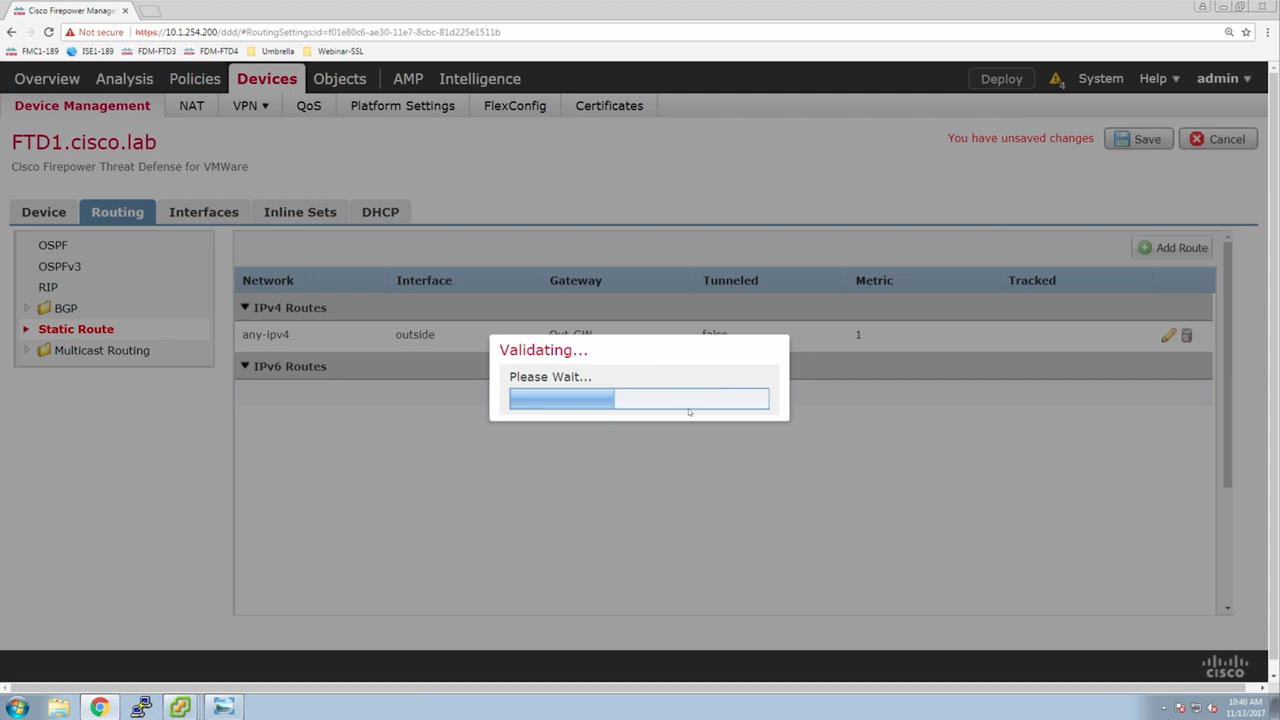 Cisco Firepower Manage
Not secure https://10.1.254.200/ddd/#RoutingSettings;id=f01e80c6-ae30-11e7-8cbc-81d225e1511b
FMC1-189 ISE1-189 FDM-FTD3 FDM-FTD4 Umbrella Webinar-SSL
Overview Analysis Policies Devices Objects AMP Intelligence Deploy 4 System Help admin
Device Management NAT VPN QoS Platform Settings FlexConfig Certificates
FTD1.cisco.lab
You have unsaved changes Save Cancel
Cisco Firepower Threat Defense for VMWare
Device Routing Interfaces Inline Sets DHCP
OSPF
OSPFv3
RIP
BGP
Static Route
Multicast Routing
Add Route
Network Interface Gateway Tunneled Metric Tracked
IPv4 Routes
any-ipv4 outside Out_GW false 1
IPv6 Routes
Validating...
Please Wait...
cisco
10:40 AM
11/13/2017